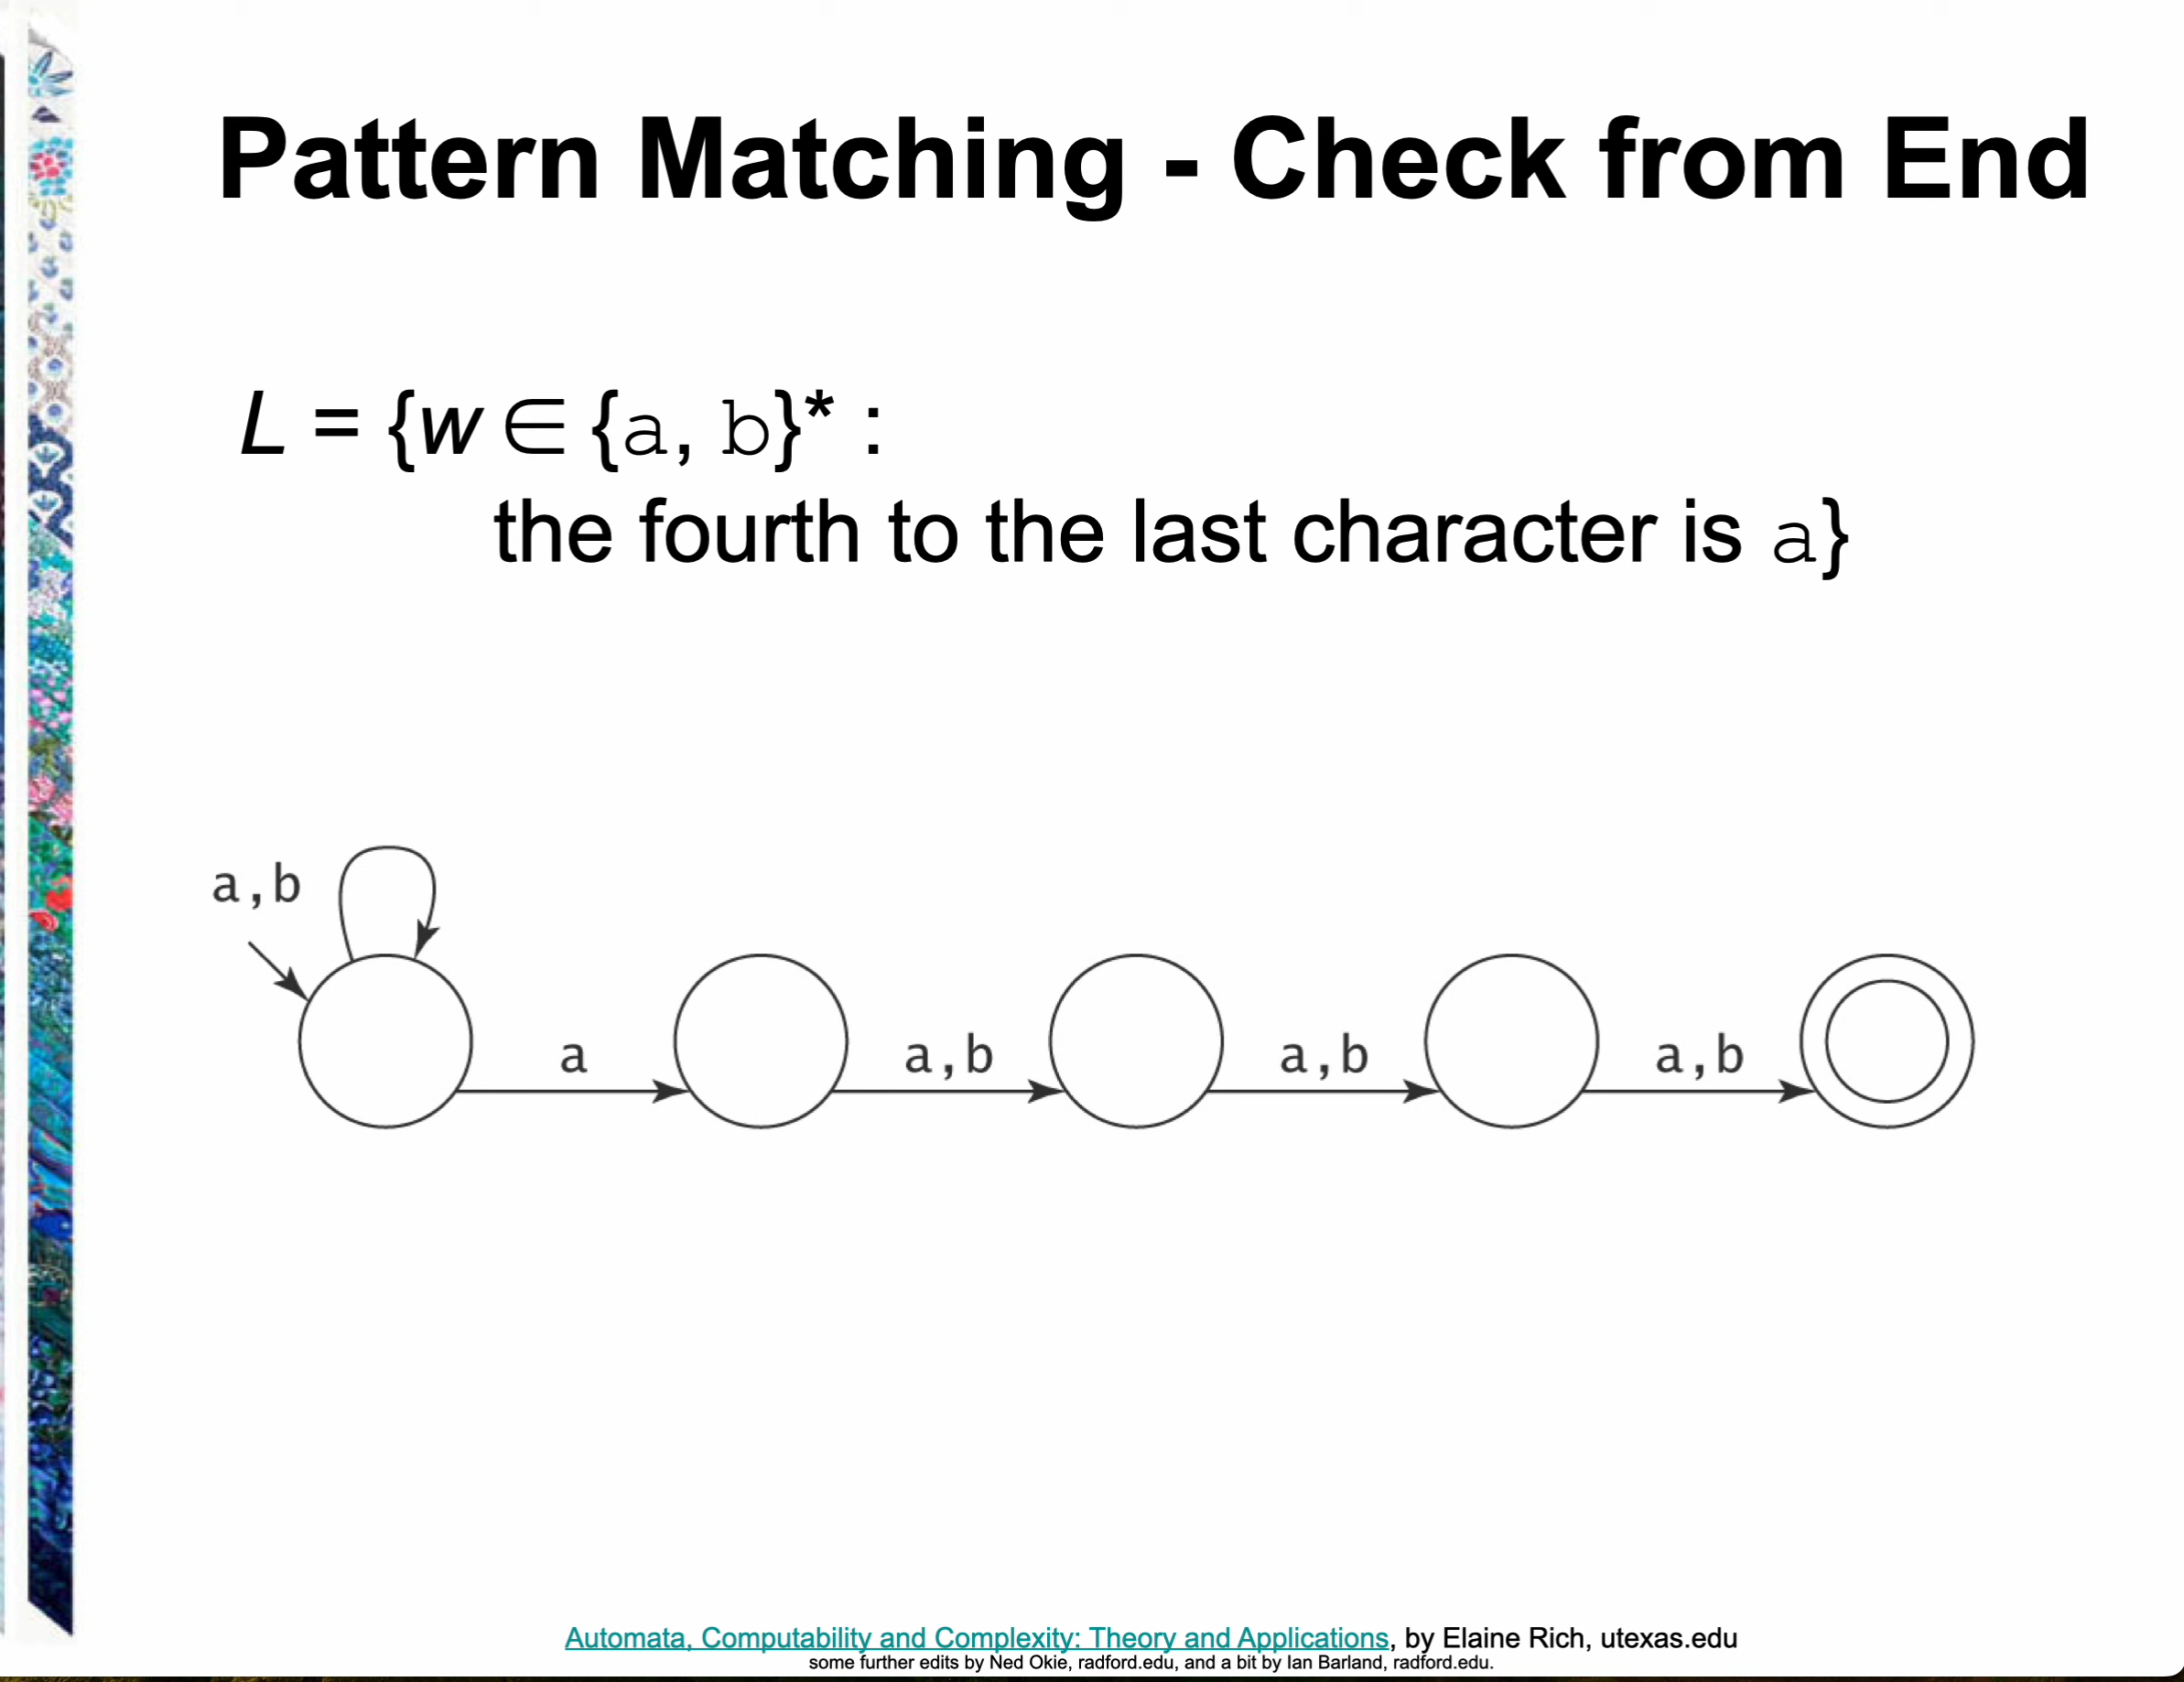 Pattern Matching - Check from End
L = {w ∈ {a, b}* :
the fourth to the last character is a}
a,b
a
a,b
a,b
a,b
Automata, Computability and Complexity: Theory and Applications, by Elaine Rich, utexas.edu
some further edits by Ned Okie, radford.edu, and a bit by Ian Barland, radford.edu.